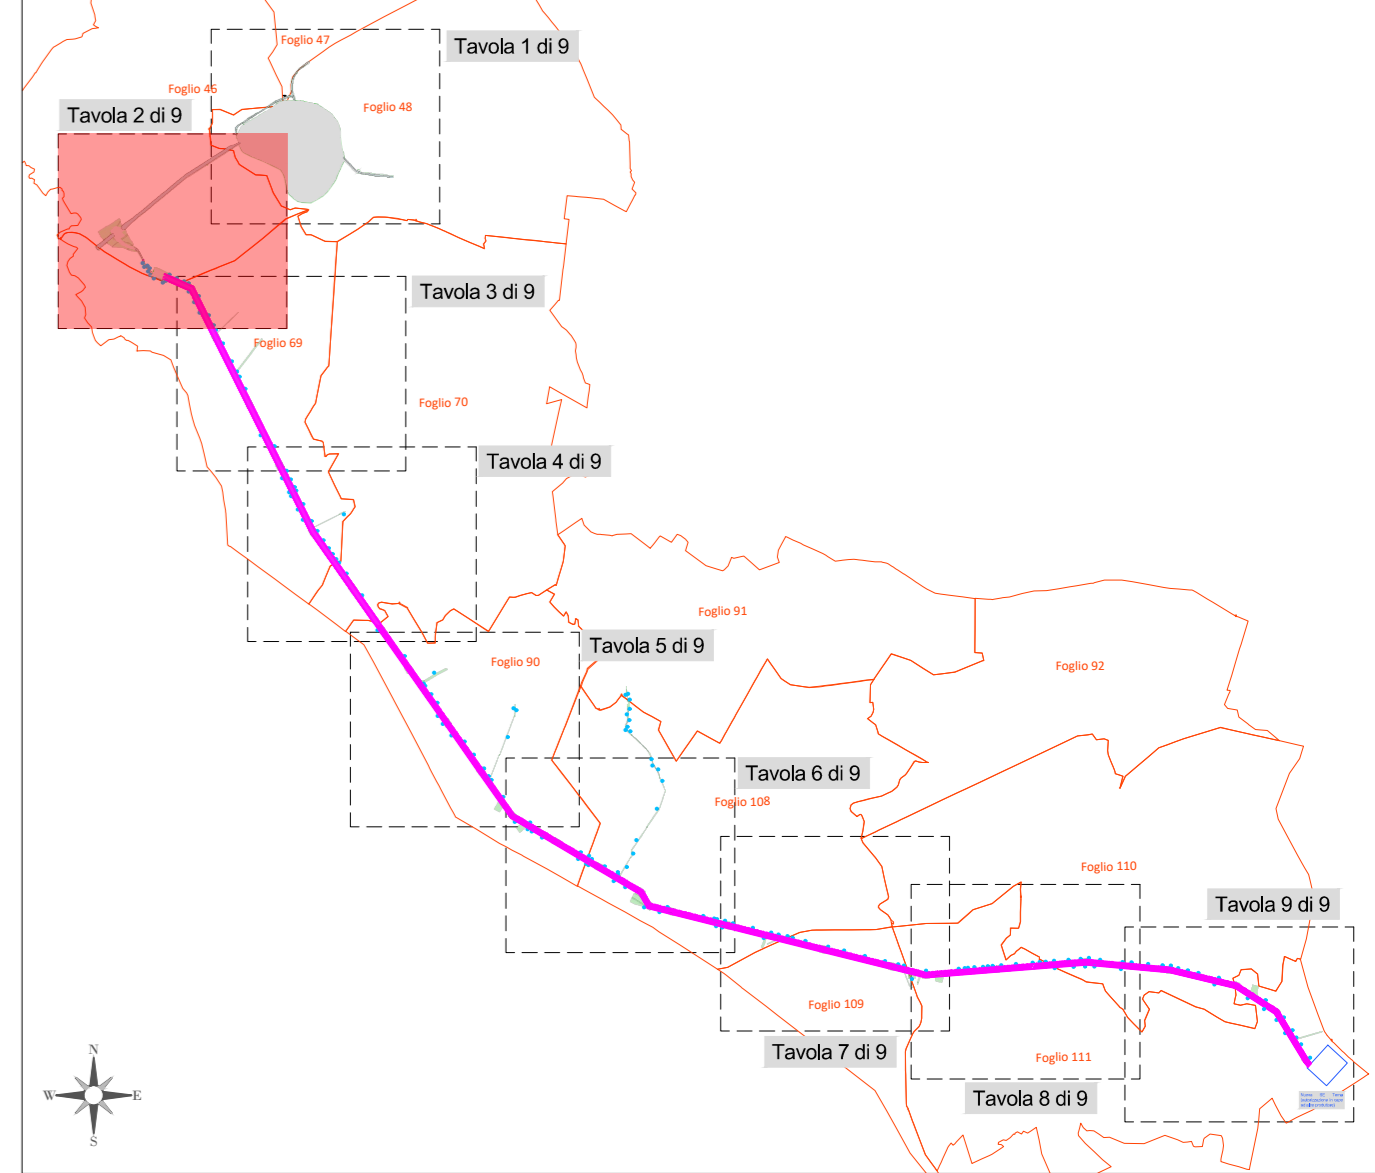 Foglio 47
Tavola 1 di 9
Foglio 46
Foglio 48
Tavola 2 di 9
Tavola 3 di 9
Foglio 69
Foglio 70
Tavola 4 di 9
Foglio 91
Tavola 5 di 9
Foglio 90
Foglio 92
Tavola 6 di 9
Foglio 108
Foglio 110
Tavola 9 di 9
Foglio 109
Tavola 7 di 9
Foglio 111
Tavola 8 di 9
N
W
E
S
Nuova SE Terna